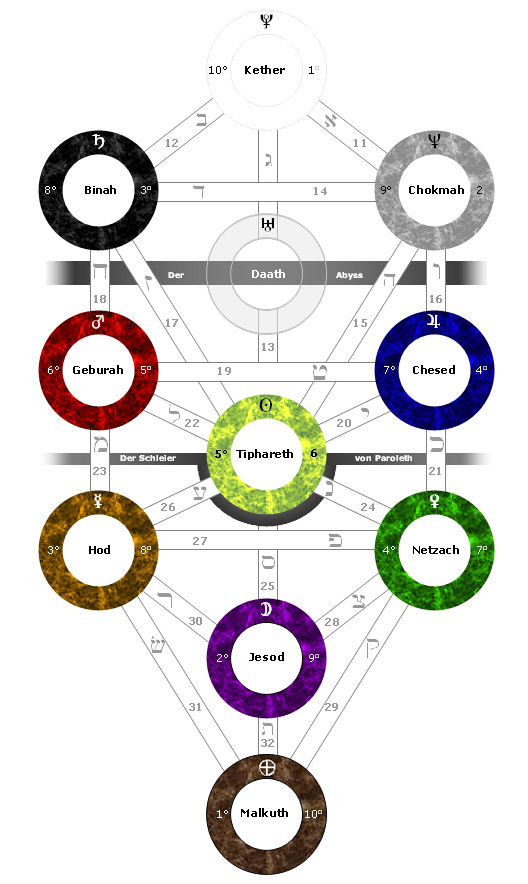 ♆
10° Kether 1°
ב א
12 11
ג
♄ ♆
8° Binah 3° 9° Chokmah 2
ד 14
♅
Daath
Der Abyss
ח ז ה ו
18 16
17 13 15
♂ ♃
6° Geburah 5° 7° Chesed 4°
19 ט
☉
ל י
22 20
מ כ
5° Tiphareth 6
Der Schleier von Paroleth
23 21
ע נ
26 24
☿ ♀
3° Hod 8° 4° Netzach 7°
27 פ
ס
25
ר צ
30 28
☽
2° Jesod 9°
ש ק
31 29
ת
32
⊕
1° Malkuth 10°